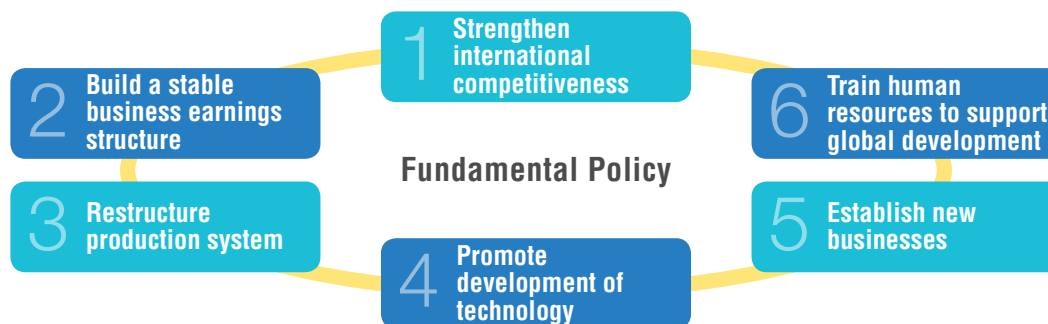 1
Strengthen
international
competitiveness
2
Build a stable
business earnings
structure
3
Restructure
production system
4
Promote
development of
technology
5
Establish new
businesses
6
Train human
resources to support
global development
Fundamental Policy